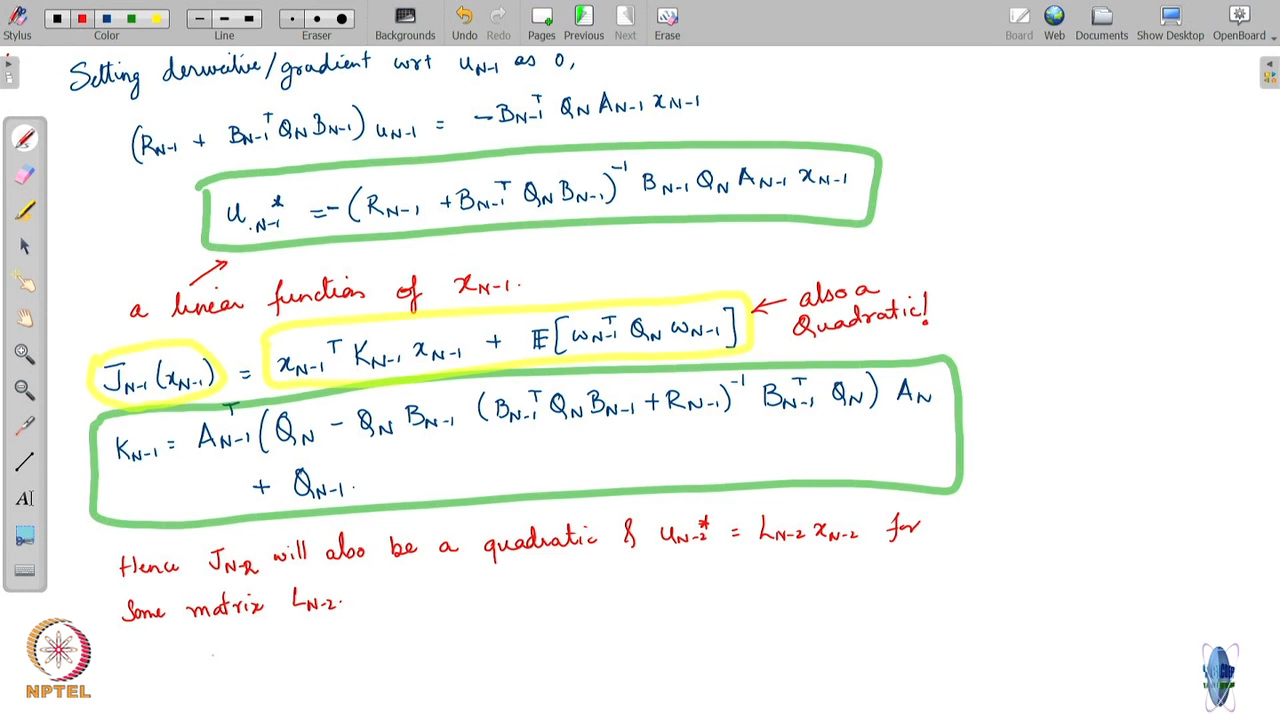 Stylus Color Line Eraser Backgrounds Undo Redo Pages Previous Next Erase Board Web Documents Show Desktop OpenBoard
Setting derivative/gradient wrt u_{N-1} as 0,
(R_{N-1} + B_{N-1}^T Q_N B_{N-1}) u_{N-1} = -B_{N-1}^T Q_N A_{N-1} x_{N-1}
u_{N-1}^* = -(R_{N-1} + B_{N-1}^T Q_N B_{N-1})^{-1} B_{N-1} Q_N A_{N-1} x_{N-1}
a linear function of x_{N-1}.
also a
Quadratic!
J_{N-1}(x_{N-1}) = x_{N-1}^T K_{N-1} x_{N-1} + E[w_{N-1}^T Q_N w_{N-1}]
K_{N-1} = A_{N-1}^T (Q_N - Q_N B_{N-1} (B_{N-1}^T Q_N B_{N-1} + R_{N-1})^{-1} B_{N-1}^T Q_N) A_N
+ Q_{N-1}.
Hence J_{N-2} will also be a quadratic & u_{N-2}^* = L_{N-2} x_{N-2} for
some matrix L_{N-2}.
AI
NPTEL